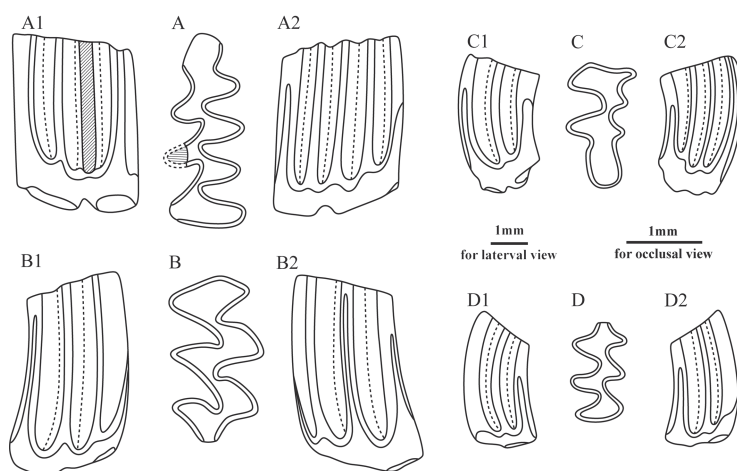 A1
A
A2
C1
C
C2
1mm
for laterval view
1mm
for occlusal view
B1
B
B2
D1
D
D2